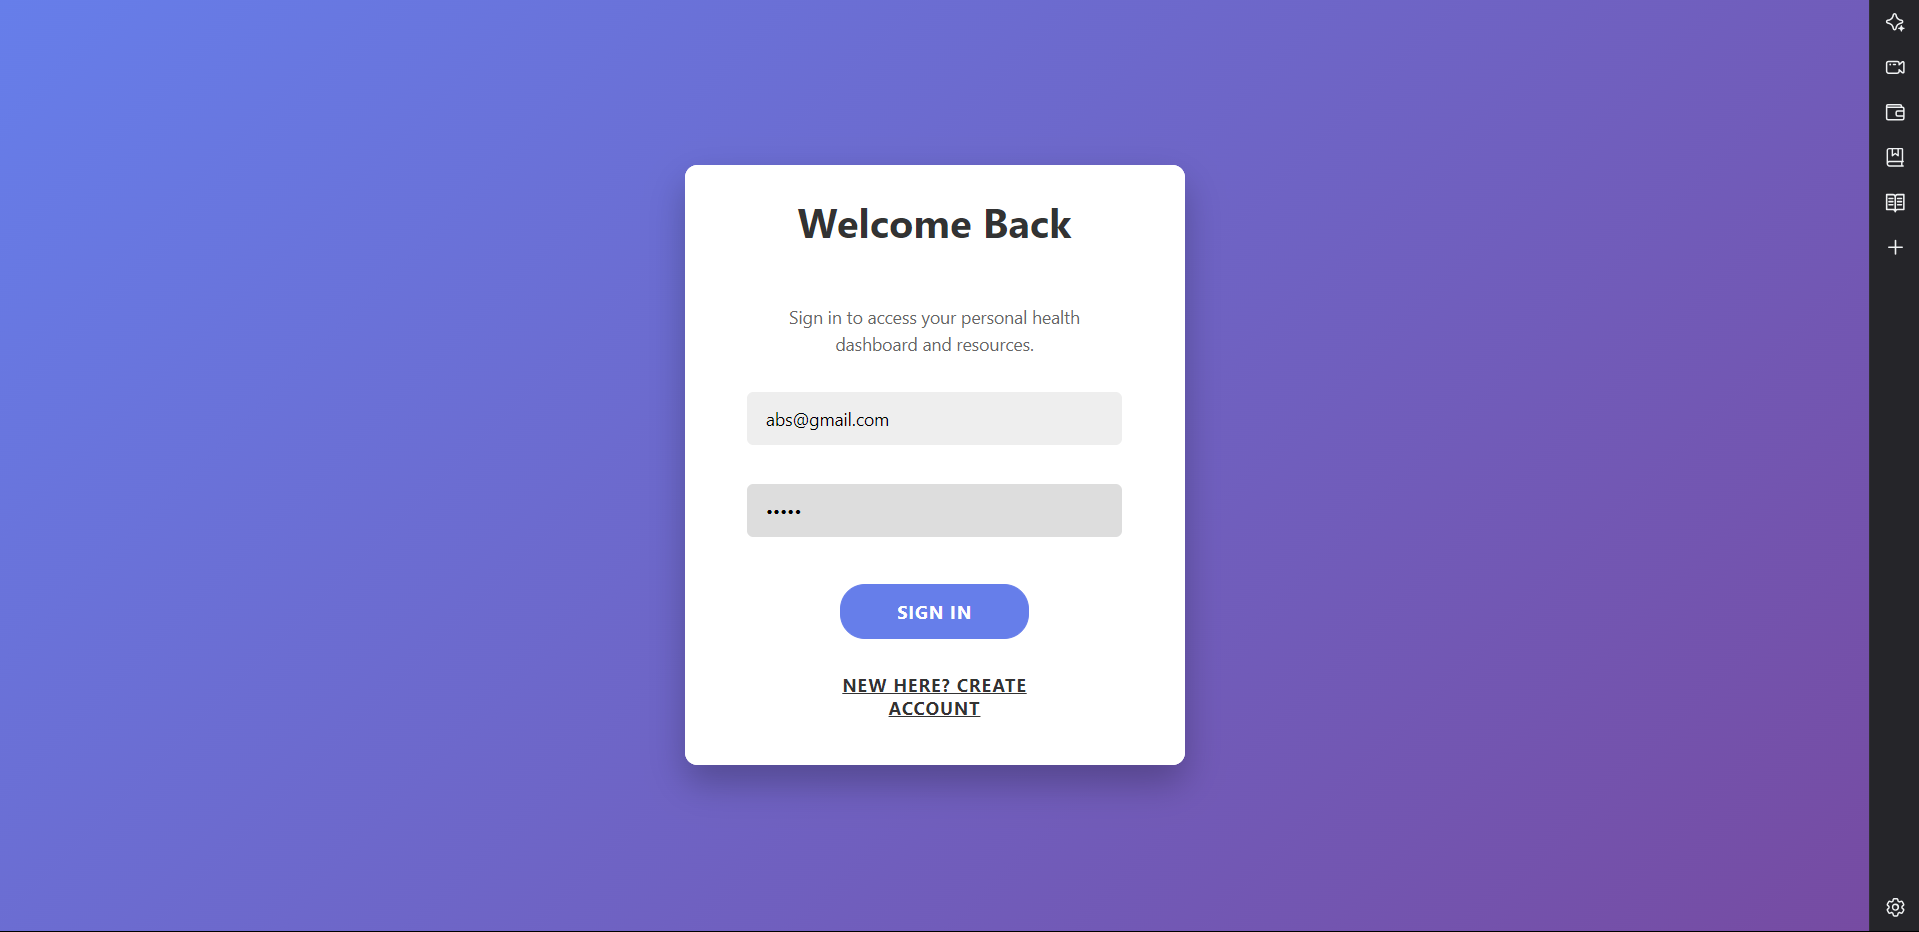 Welcome Back
Sign in to access your personal health
dashboard and resources.
abs@gmail.com
•••••
SIGN IN
NEW HERE? CREATE
ACCOUNT